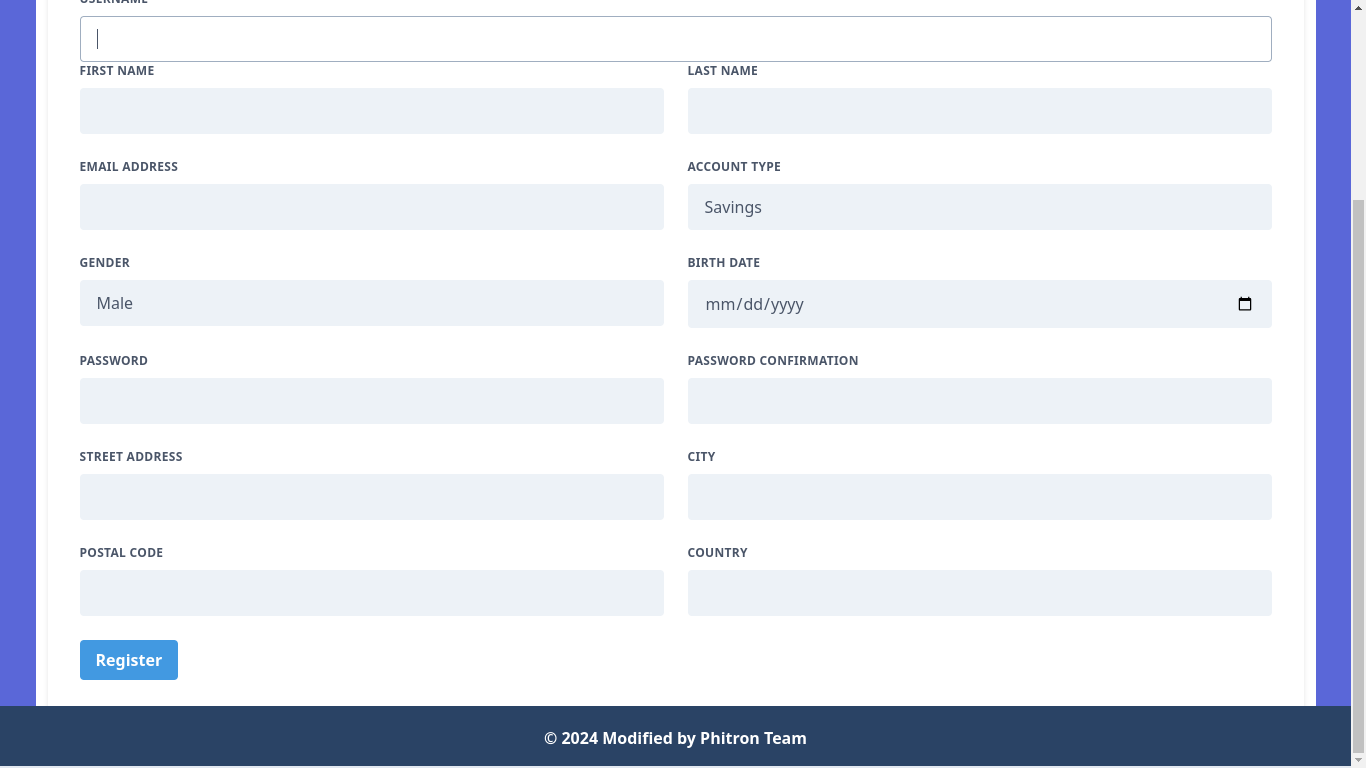 USERNAME
FIRST NAME
LAST NAME
EMAIL ADDRESS
ACCOUNT TYPE
Savings
GENDER
BIRTH DATE
Male
mm/dd/yyyy
PASSWORD
PASSWORD CONFIRMATION
STREET ADDRESS
CITY
POSTAL CODE
COUNTRY
Register
© 2024 Modified by Phitron Team